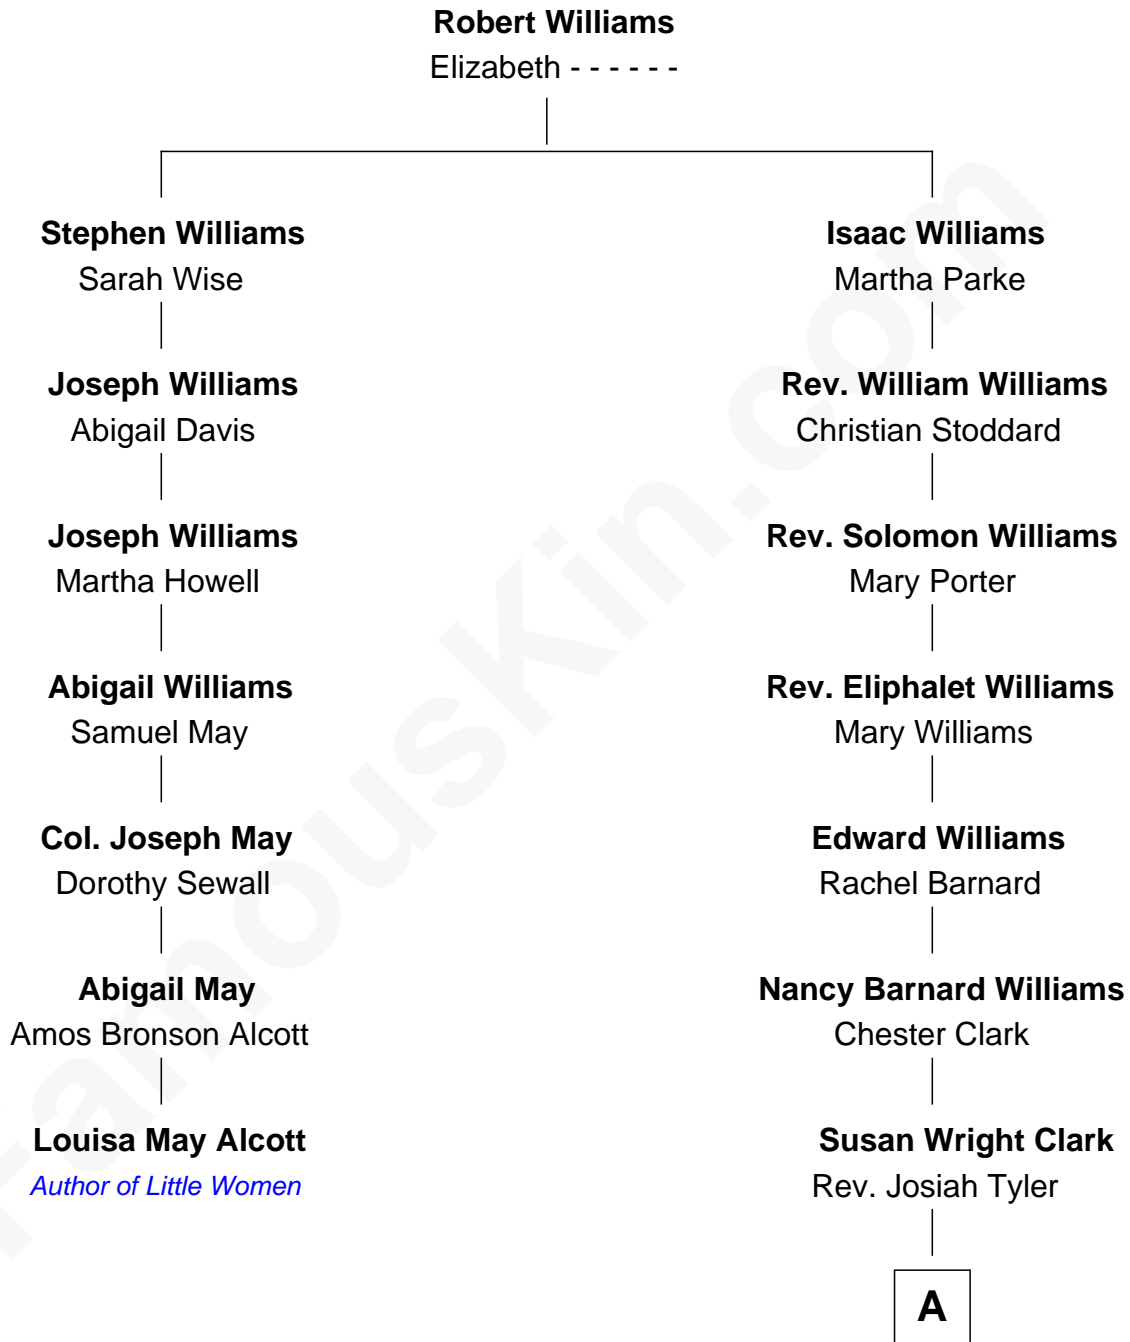 Robert Williams
Elizabeth - - - - - -
Stephen Williams
Sarah Wise
Isaac Williams
Martha Parke
Joseph Williams
Abigail Davis
Rev. William Williams
Christian Stoddard
Joseph Williams
Martha Howell
Rev. Solomon Williams
Mary Porter
Abigail Williams
Samuel May
Rev. Eliphalet Williams
Mary Williams
Col. Joseph May
Dorothy Sewall
Edward Williams
Rachel Barnard
Abigail May
Amos Bronson Alcott
Nancy Barnard Williams
Chester Clark
Louisa May Alcott
Author of Little Women
Susan Wright Clark
Rev. Josiah Tyler
A
FamousKin.com